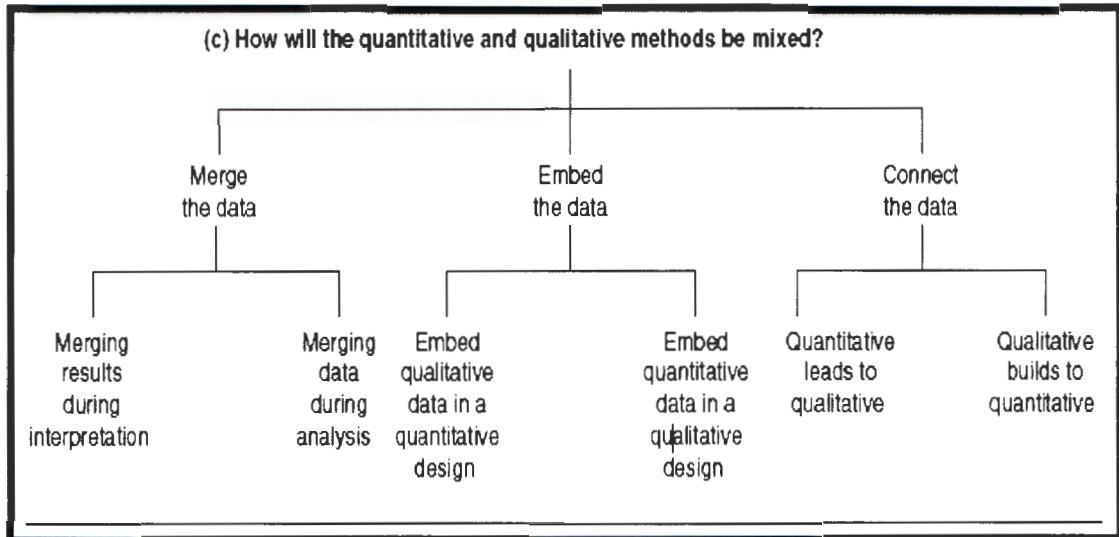 (c) How will the quantitative and qualitative methods be mixed?
Merge
the data
Embed
the data
Connect
the data
Merging
results
during
interpretation
Merging
data
during
analysis
Embed
qualitative
data in a
quantitative
design
Embed
quantitative
data in a
qualitative
design
Quantitative
leads to
qualitative
Qualitative
builds to
quantitative